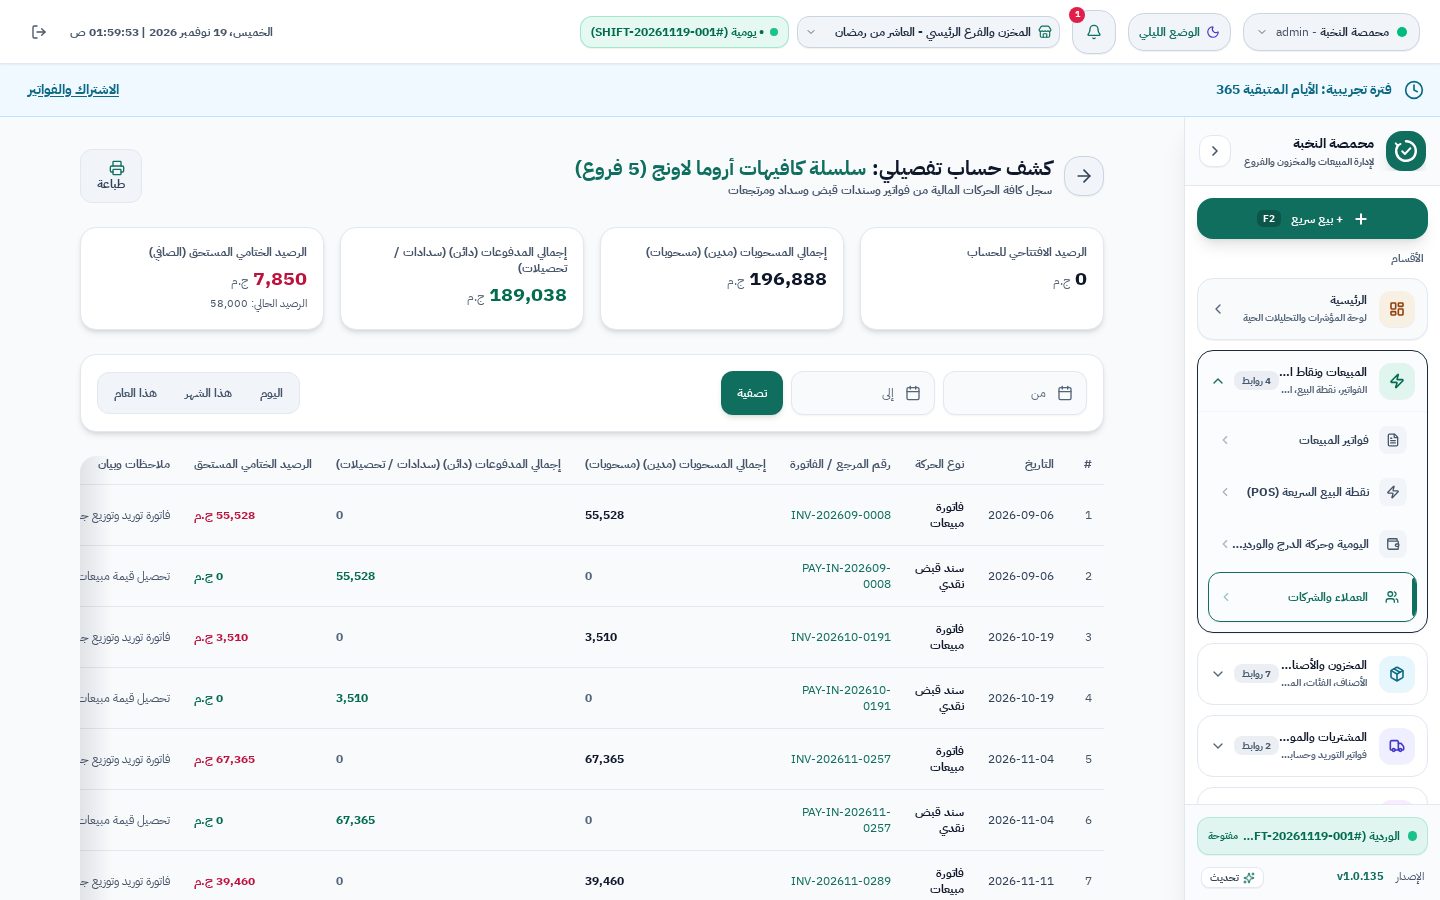 محمصة النخبة - admin
الوضع الليلي
1
المخزن والفرع الرئيسي - العاشر من رمضان
• يومية (#SHIFT-20261119-001)
الخميس، 19 نوفمبر 2026 | 01:59:53 ص
فترة تجريبية: الأيام المتبقية 365
الاشتراك والفواتير
محمصة النخبة
لإدارة المبيعات والمخزون والفروع
+ بيع سريع F2
الأقسام
الرئيسية
لوحة المؤشرات والتحليلات الحية
المبيعات ونقاط ا...
4 روابط
الفواتير، نقطة البيع، ا...
فواتير المبيعات
نقطة البيع السريعة (POS)
اليومية وحركة الدرج والورديـ...
العملاء والشركات
المخزون والأصنا...
7 روابط
الأصناف، الفئات، المـ...
المشتريات والمو...
2 روابط
فواتير التوريد وحسابـ...
الوردية (#FT-20261119-001... مفتوحة
الإصدار v1.0.135
تحديث
كشف حساب تفصيلي: سلسلة كافيهات أروما لاونج (5 فروع)
سجل كافة الحركات المالية من فواتير وسندات قبض وسداد ومرتجعات
طباعة
الرصيد الافتتاحي للحساب
0 ج.م
إجمالي المسحوبات (مدين) (مسحوبات)
196,888 ج.م
إجمالي المدفوعات (دائن) (سدادات /
تحصيلات)
189,038 ج.م
الرصيد الختامي المستحق (الصافي)
7,850 ج.م
الرصيد الحالي: 58,000
من
إلى
تصفية
اليوم
هذا الشهر
هذا العام
# التاريخ نوع الحركة رقم المرجع / الفاتورة إجمالي المسحوبات (مدين) (مسحوبات) إجمالي المدفوعات (دائن) (سدادات / تحصيلات) الرصيد الختامي المستحق ملاحظات وبيان
1 2026-09-06 فاتورة مبيعات INV-202609-0008 55,528 0 55,528 ج.م فاتورة توريد وتوزيع جـ
2 2026-09-06 سند قبض نقدي PAY-IN-202609-0008 0 55,528 0 ج.م تحصيل قيمة مبيعات
3 2026-10-19 فاتورة مبيعات INV-202610-0191 3,510 0 3,510 ج.م فاتورة توريد وتوزيع جـ
4 2026-10-19 سند قبض نقدي PAY-IN-202610-0191 0 3,510 0 ج.م تحصيل قيمة مبيعات
5 2026-11-04 فاتورة مبيعات INV-202611-0257 67,365 0 67,365 ج.م فاتورة توريد وتوزيع جـ
6 2026-11-04 سند قبض نقدي PAY-IN-202611-0257 0 67,365 0 ج.م تحصيل قيمة مبيعات
7 2026-11-11 فاتورة مبيعات INV-202611-0289 39,460 0 39,460 ج.م فاتورة توريد وتوزيع جـ